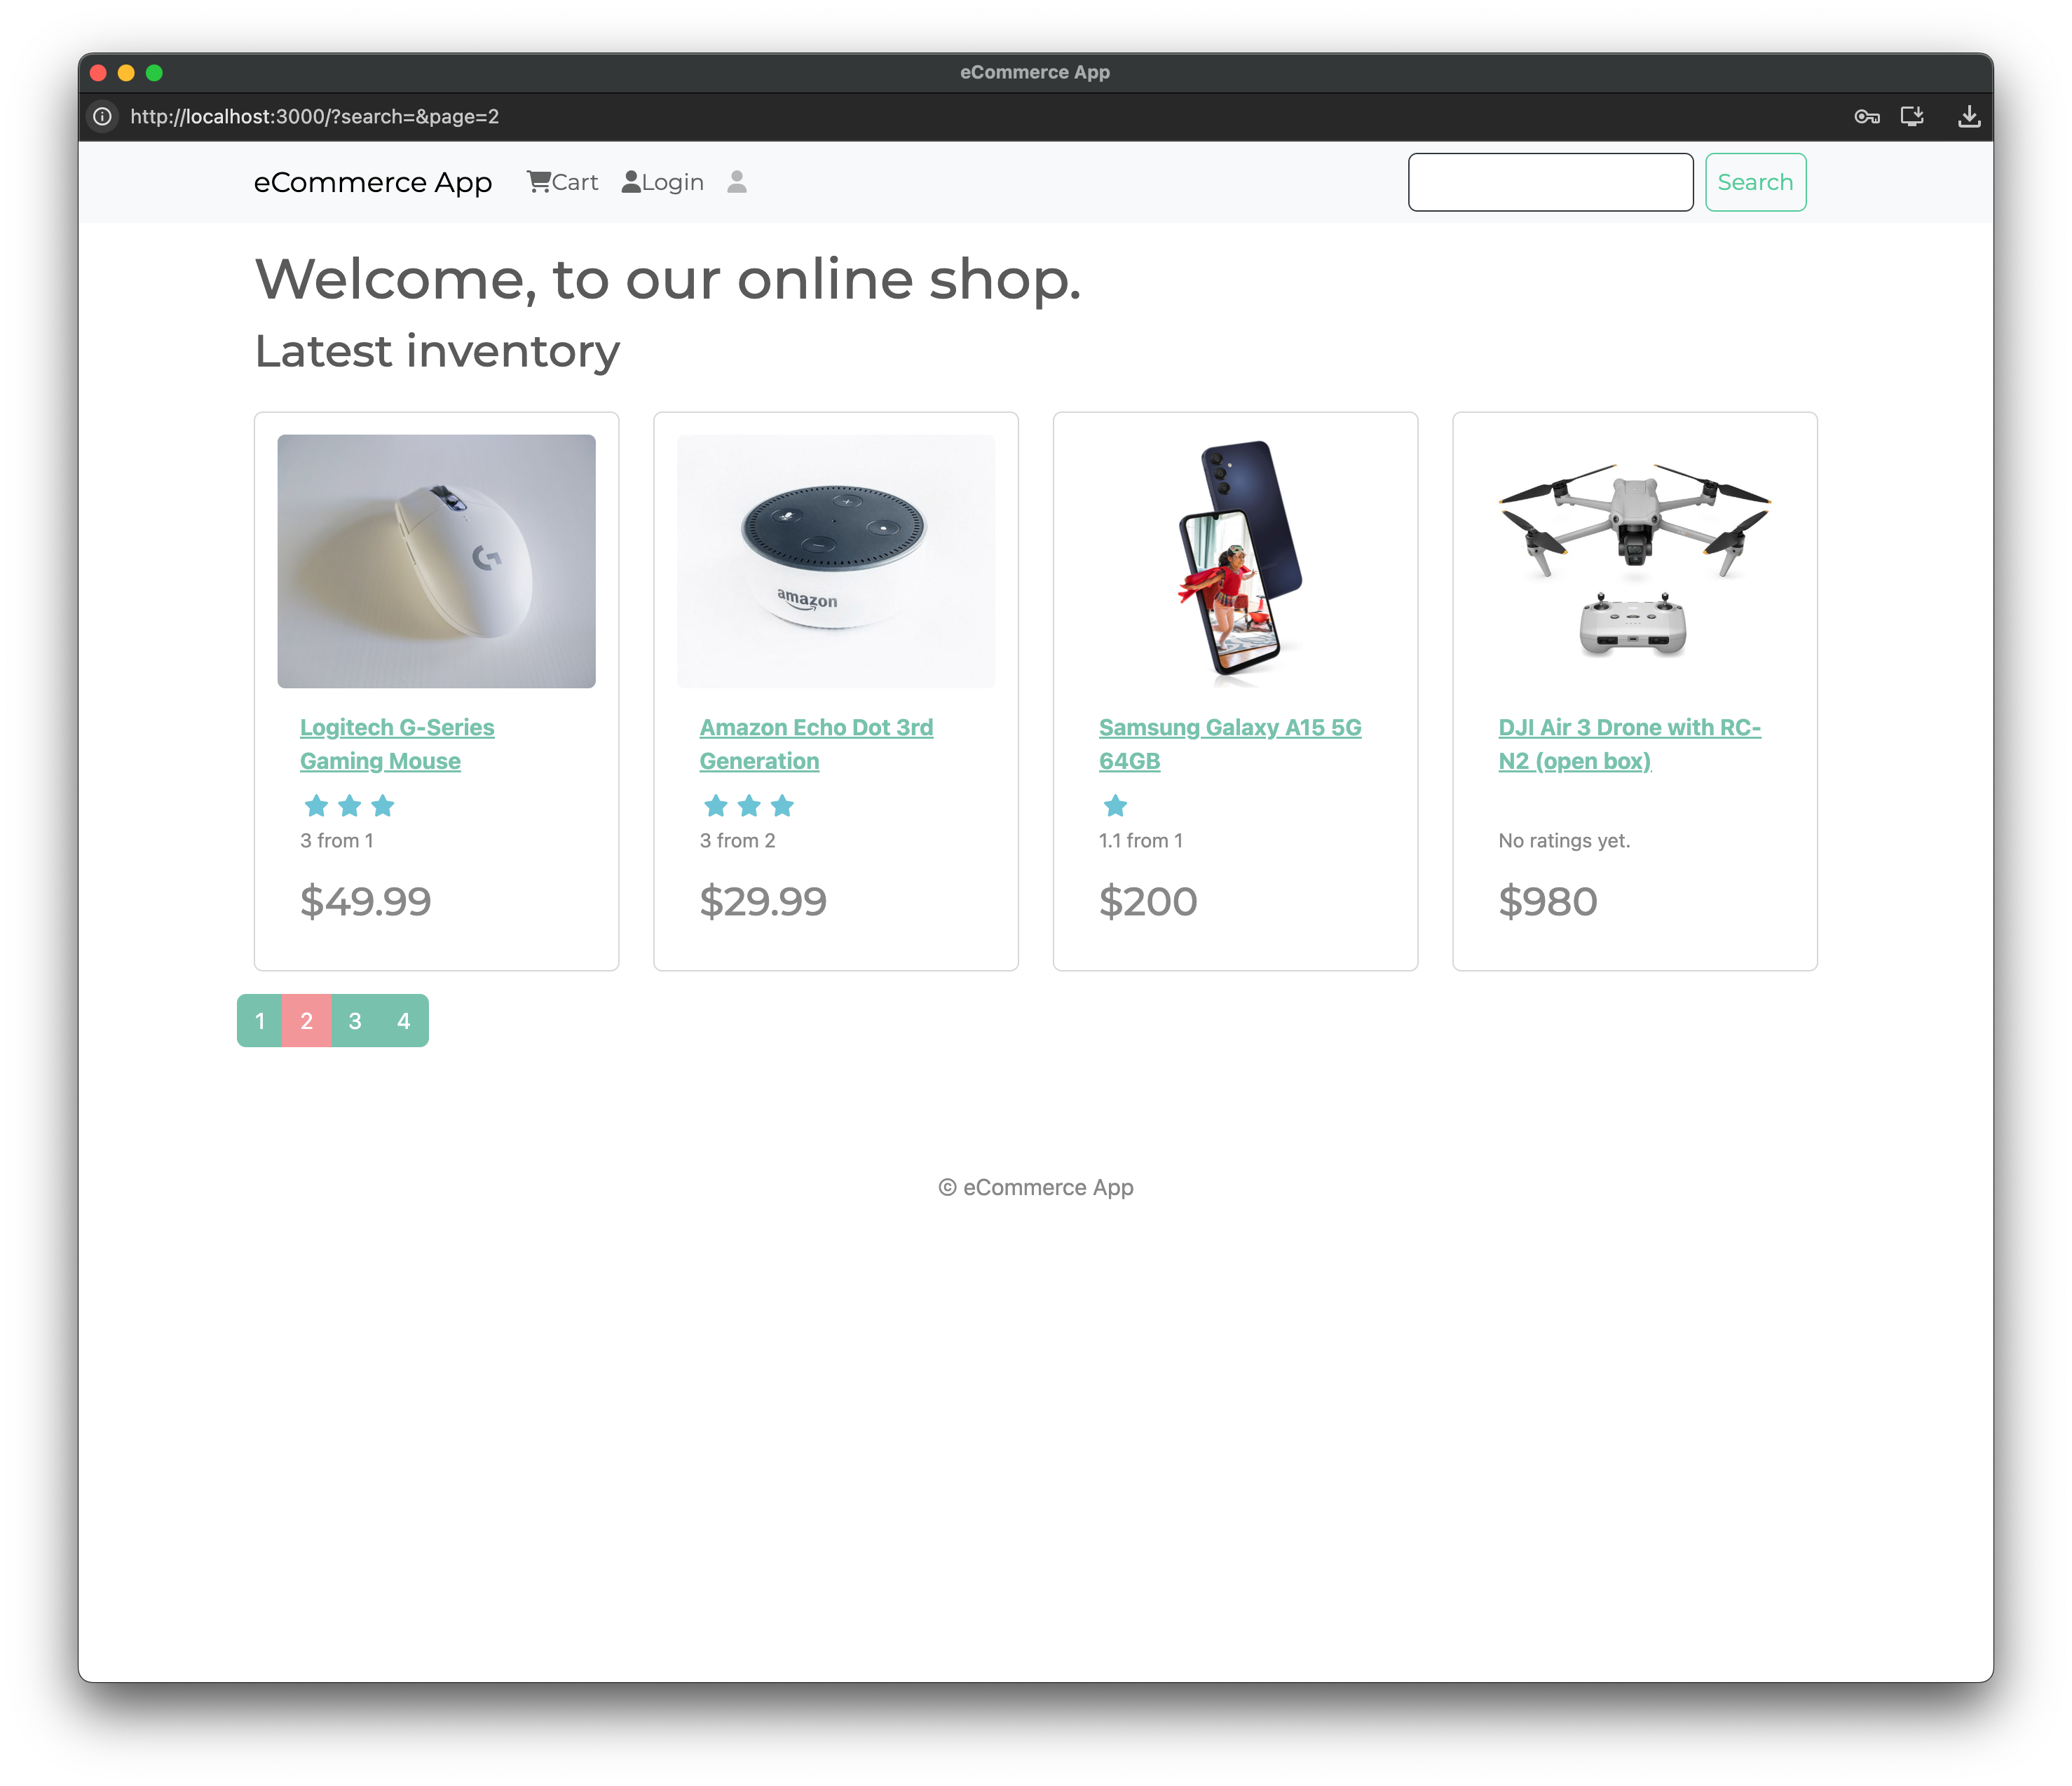 eCommerce App
http://localhost:3000/?search=&page=2
eCommerce App Cart Login Search
Welcome, to our online shop.
Latest inventory
amazon
Logitech G-Series
Gaming Mouse
3 from 1
$49.99
Amazon Echo Dot 3rd
Generation
3 from 2
$29.99
Samsung Galaxy A15 5G
64GB
1.1 from 1
$200
DJI Air 3 Drone with RC-
N2 (open box)
No ratings yet.
$980
1 2 3 4
© eCommerce App